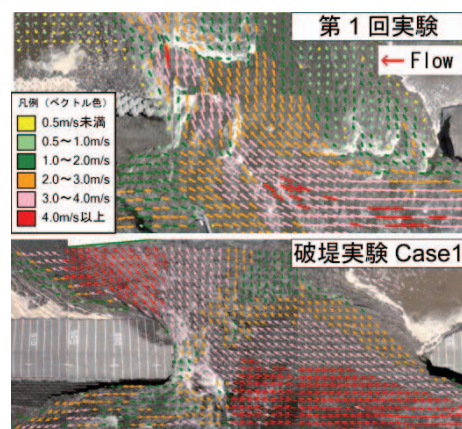 第1回実験
← Flow
凡例(ベクトル色)
0.5m/s未満
0.5～1.0m/s
1.0～2.0m/s
2.0～3.0m/s
3.0～4.0m/s
4.0m/s以上
破堤実験 Case1